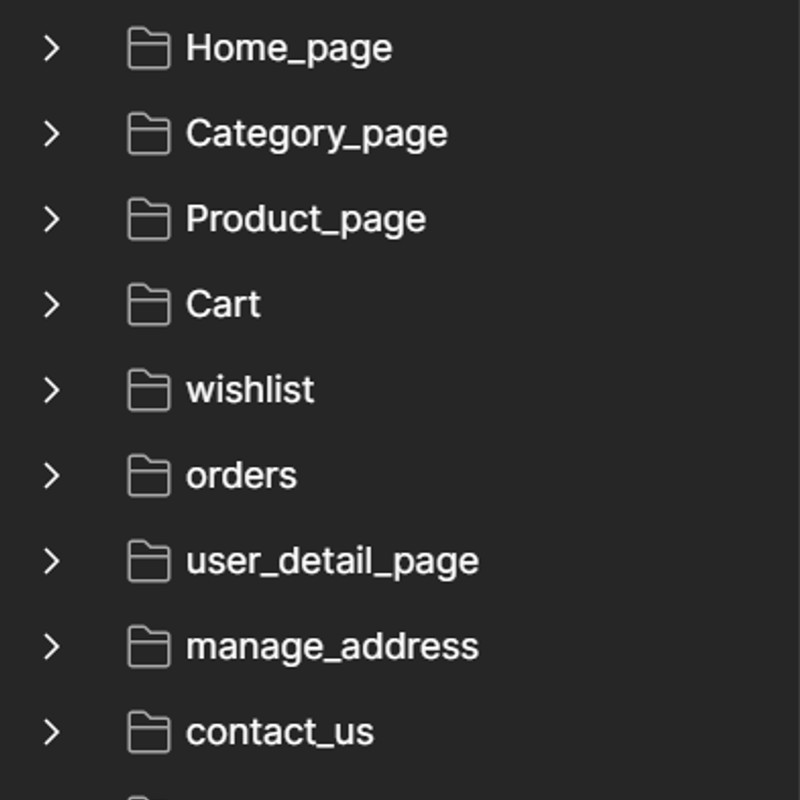 Home_page
Category_page
Product_page
Cart
wishlist
orders
user_detail_page
manage_address
contact_us